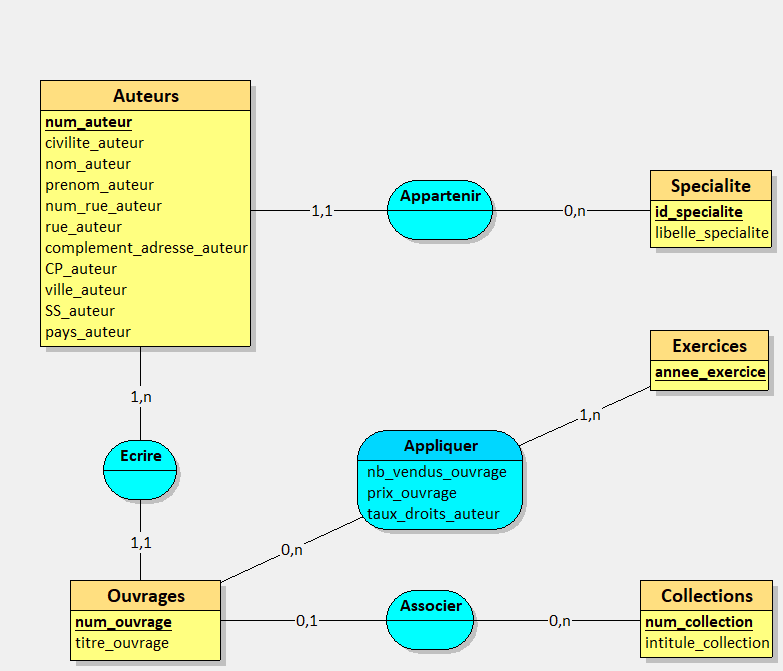 Auteurs
num_auteur
civilite_auteur
nom_auteur
prenom_auteur
num_rue_auteur
rue_auteur
complement_adresse_auteur
CP_auteur
ville_auteur
SS_auteur
pays_auteur
1,1
Appartenir
0,n
Specialite
id_specialite
libelle_specialite
Exercices
annee_exercice
1,n
1,n
Ecrire
Appliquer
nb_vendus_ouvrage
prix_ouvrage
taux_droits_auteur
1,1
0,n
Ouvrages
num_ouvrage
titre_ouvrage
0,1
Associer
0,n
Collections
num_collection
intitule_collection